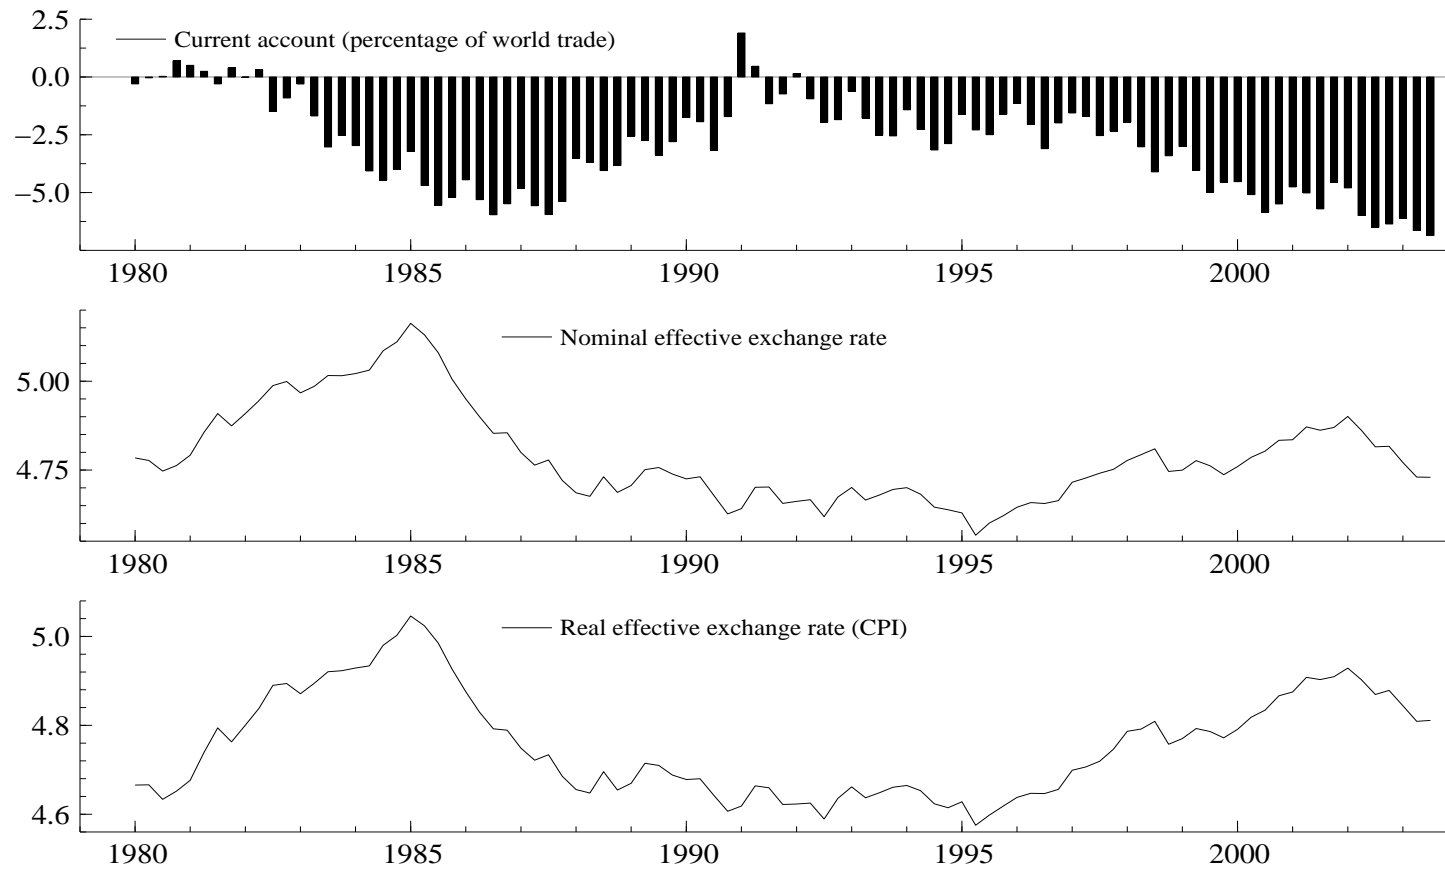 2.5
Current account (percentage of world trade)
0.0
−2.5
−5.0
1980 1985 1990 1995 2000
Nominal effective exchange rate
5.00
4.75
1980 1985 1990 1995 2000
Real effective exchange rate (CPI)
5.0
4.8
4.6
1980 1985 1990 1995 2000